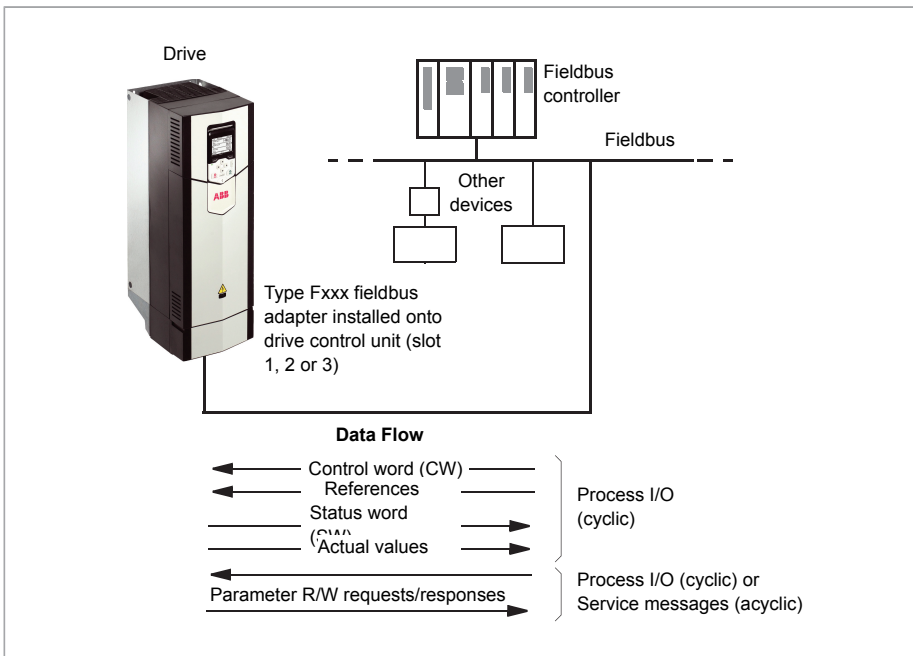 Drive
Fieldbus
controller
Fieldbus
Other
devices
ABB
Type Fxxx fieldbus
adapter installed onto
drive control unit (slot
1, 2 or 3)
Data Flow
Control word (CW)
References
Status word
(SW)
Actual values
Process I/O
(cyclic)
Parameter R/W requests/responses
Process I/O (cyclic) or
Service messages (acyclic)